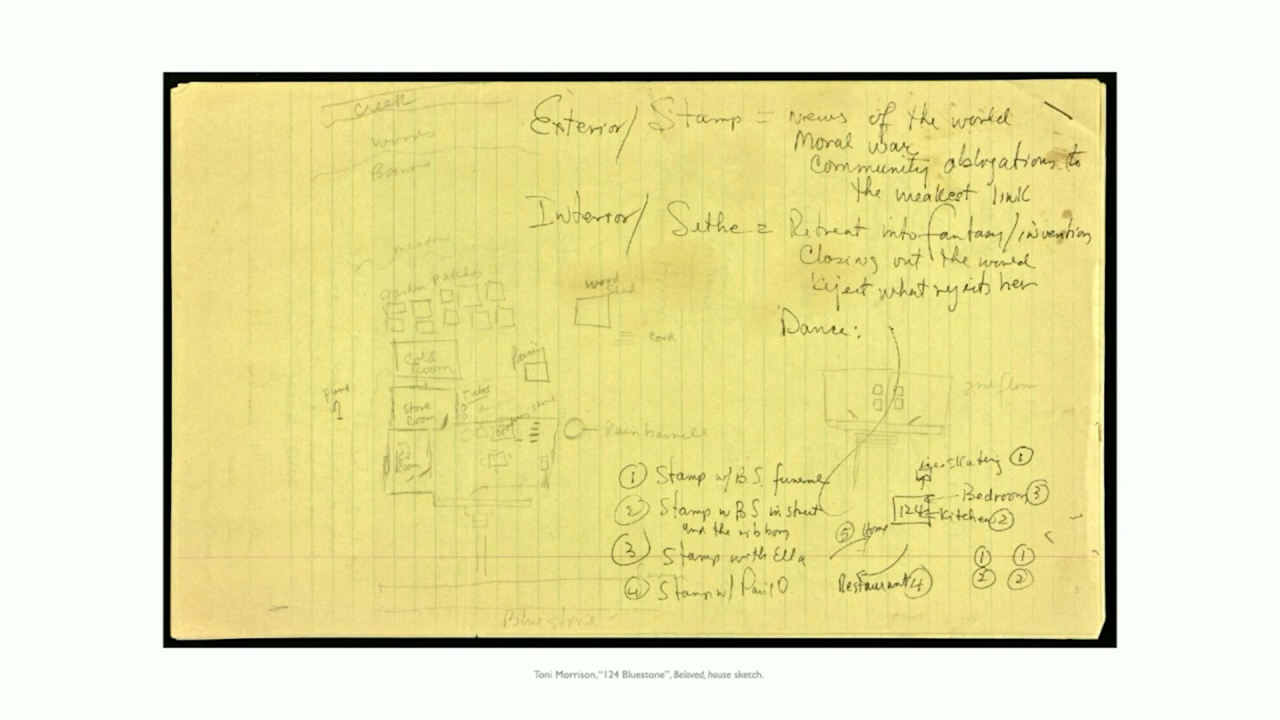 creek
woods
Exterior/ Stamp = views of the world
Moral war
Community obligations to
the weakest link
Interior/ Sethe = Retreat into fantasy/invention
Closing out the world
Reject what rejects her
Dance:
garden patches
wood
shed
cord
Cold
Room
Privy
Store
Room
Rain barrell
2nd floor
① Stamp w/ B.S. funeral
② Stamp w BS in street
and the ribbon
③ Stamp with Ella
④ Stamp w/ Paul D.
ice-skating ①
Bedroom ③
124
Kitchen ②
⑤
Restaurant ④
① ①
② ②
Bluestone
Toni Morrison, "124 Bluestone", Beloved, house sketch.